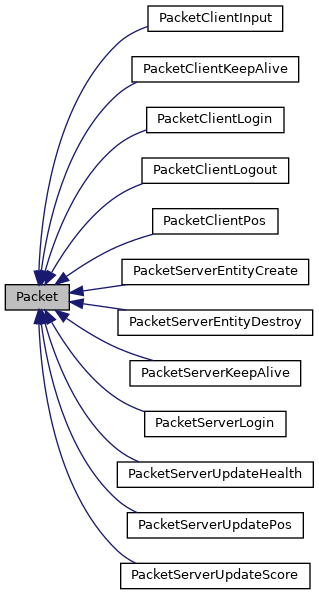 PacketClientInput
PacketClientKeepAlive
PacketClientLogin
PacketClientLogout
PacketClientPos
PacketServerEntityCreate
Packet
PacketServerEntityDestroy
PacketServerKeepAlive
PacketServerLogin
PacketServerUpdateHealth
PacketServerUpdatePos
PacketServerUpdateScore